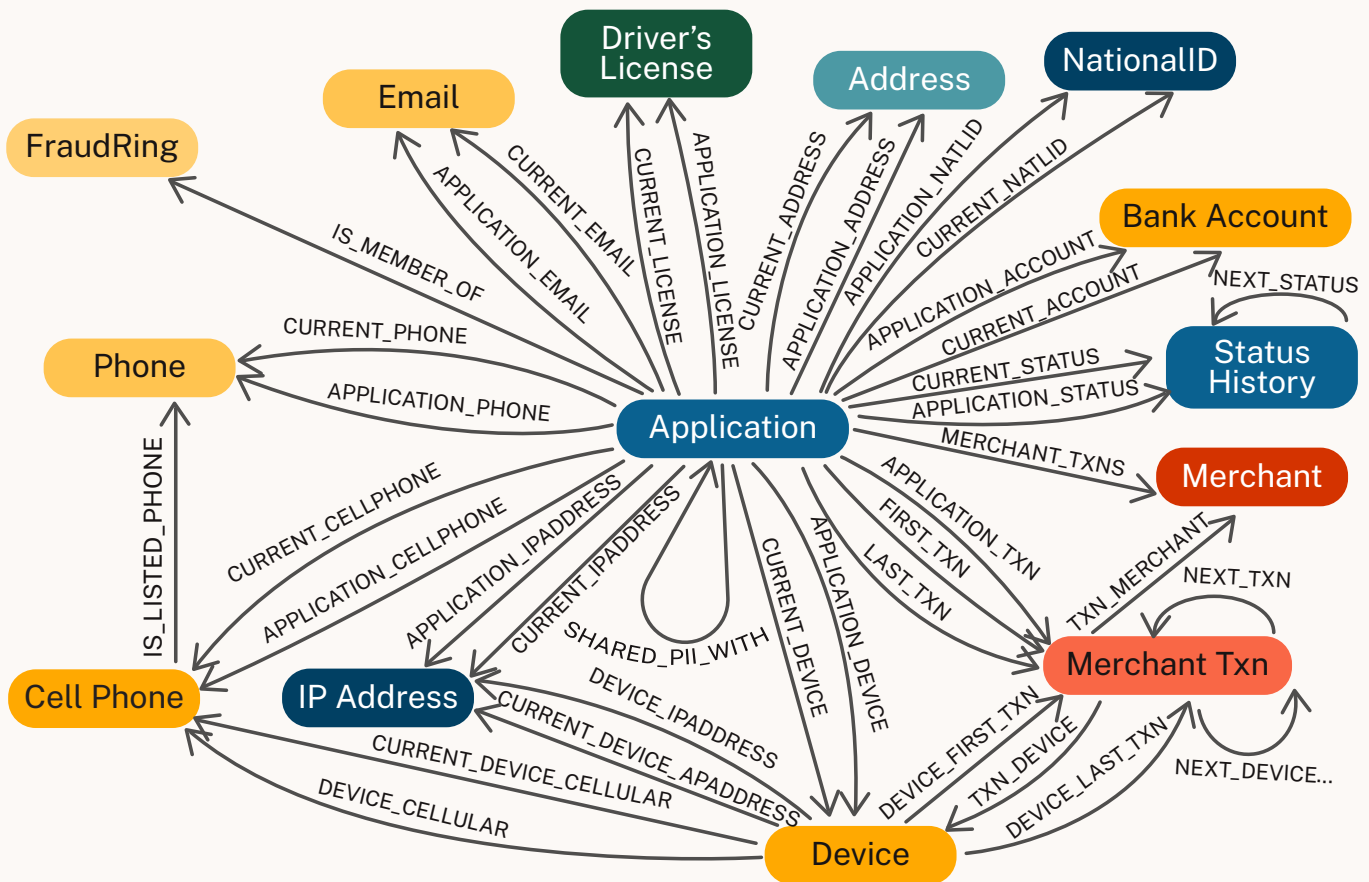 Driver's
License
Address
NationalID
Email
FraudRing
CURRENT_EMAIL
APPLICATION_EMAIL
CURRENT_LICENSE
APPLICATION_LICENSE
CURRENT_ADDRESS
APPLICATION_ADDRESS
APPLICATION_NATLID
CURRENT_NATLID
Bank Account
IS_MEMBER_OF
APPLICATION_ACCOUNT
CURRENT_ACCOUNT
NEXT_STATUS
CURRENT_PHONE
Phone
Status
History
CURRENT_STATUS
APPLICATION_STATUS
APPLICATION_PHONE
Application
MERCHANT_TXNS
Merchant
IS_LISTED_PHONE
CURRENT_CELLPHONE
APPLICATION_CELLPHONE
APPLICATION_IPADDRESS
CURRENT_IPADDRESS
SHARED_PII_WITH
CURRENT_DEVICE
APPLICATION_DEVICE
APPLICATION_TXN
FIRST_TXN
LAST_TXN
TXN_MERCHANT
NEXT_TXN
Merchant Txn
Cell Phone
IP Address
DEVICE_IPADDRESS
CURRENT_DEVICE_APADDRESS
CURRENT_DEVICE_CELLULAR
DEVICE_CELLULAR
DEVICE_FIRST_TXN
TXN_DEVICE
DEVICE_LAST_TXN
NEXT_DEVICE...
Device